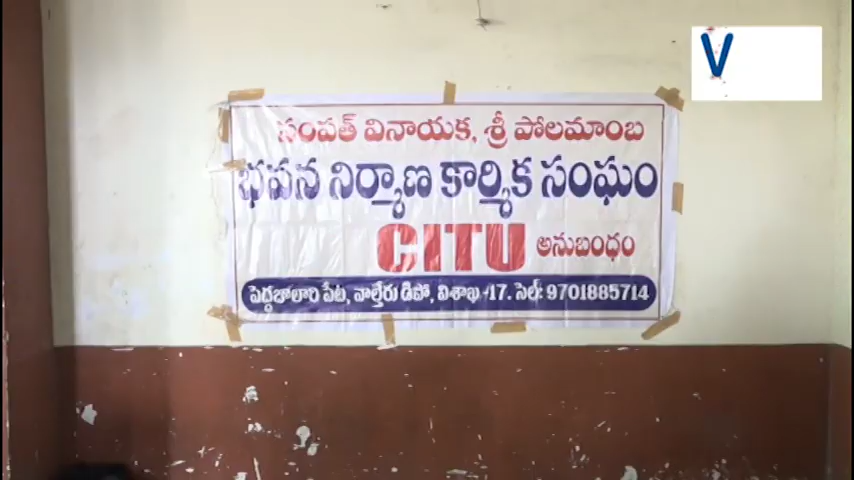 సంపత్ వినాయక, శ్రీ పోలమాంబ
భవన నిర్మాణ కార్మిక సంఘం
CITU అనుబంధం
పెద్దజాలారి పేట, వాల్తేరు డిపో, విశాఖ-17. సెల్: 9701885714
V